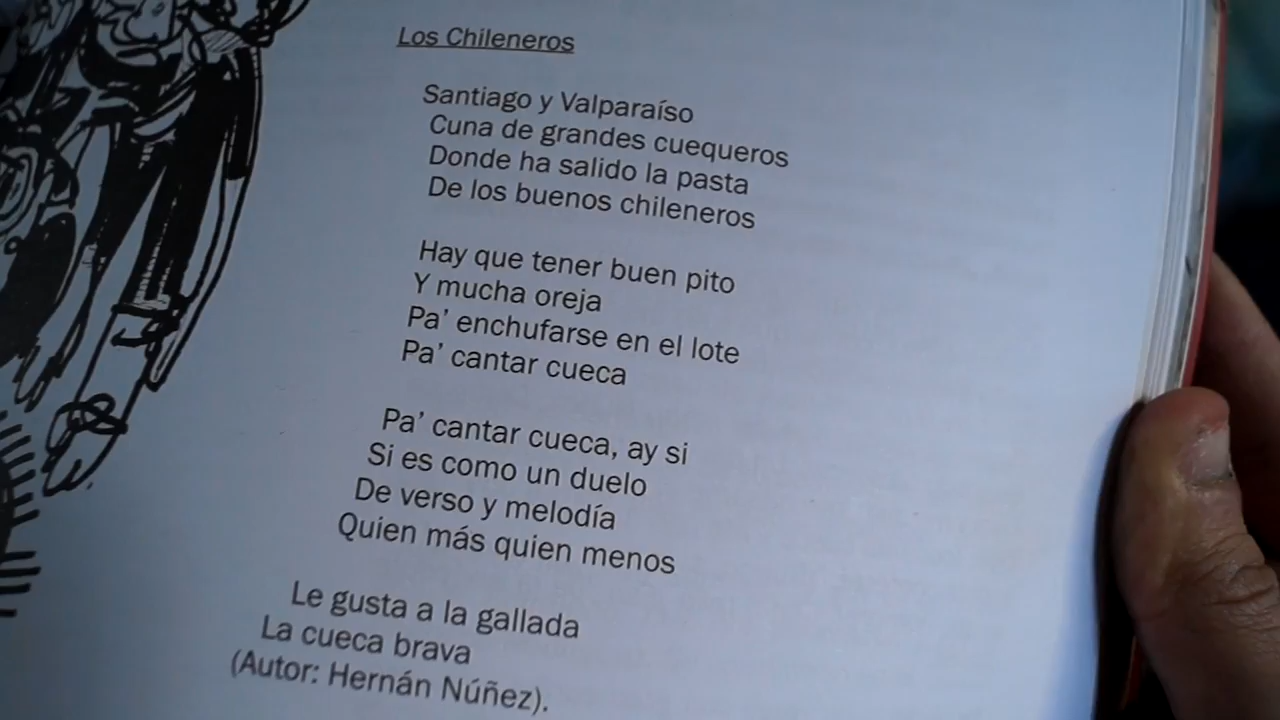 Los Chileneros
Santiago y Valparaíso
Cuna de grandes cuequeros
Donde ha salido la pasta
De los buenos chileneros
Hay que tener buen pito
Y mucha oreja
Pa' enchufarse en el lote
Pa' cantar cueca
Pa' cantar cueca, ay si
Si es como un duelo
De verso y melodía
Quien más quien menos
Le gusta a la gallada
La cueca brava
(Autor: Hernán Núñez).